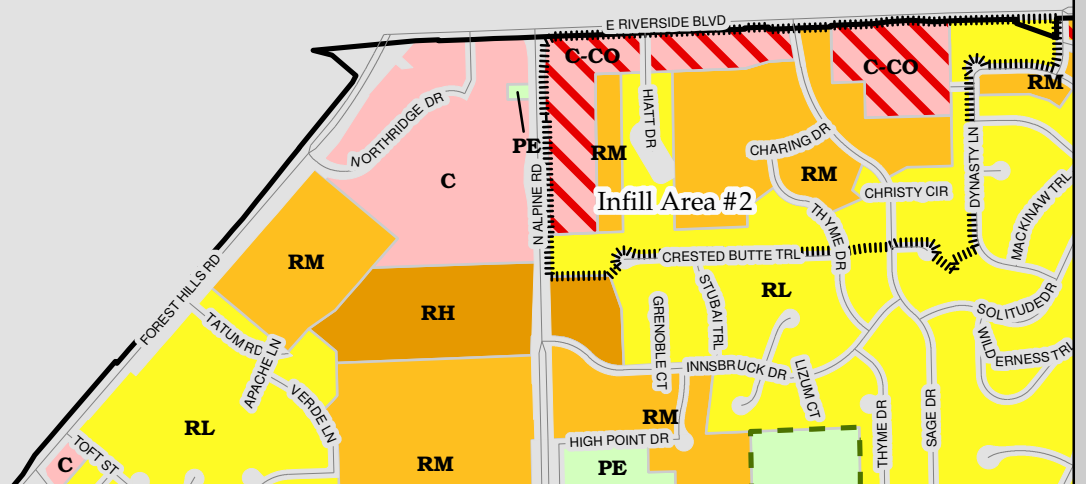 E RIVERSIDE BLVD
C-CO
C-CO
RM
NORTHRIDGE DR
PE
HIATT DR
C
RM
N ALPINE RD
CHARING DR
RM
DYNASTY LN
CHRISTY CIR
MACKINAW TRL
Infill Area #2
THYME DR
FOREST HILLS RD
RM
CRESTED BUTTE TRL
RL
STUBAI TRL
GRENOBLE CT
RH
SOLITUDE DR
WILDERNESS TRL
TATUM RD
APACHE LN
INNSBRUCK DR
LIZUM CT
VERDE LN
RL
RM
THYME DR
SAGE DR
TOFT ST
C
RM
HIGH POINT DR
PE